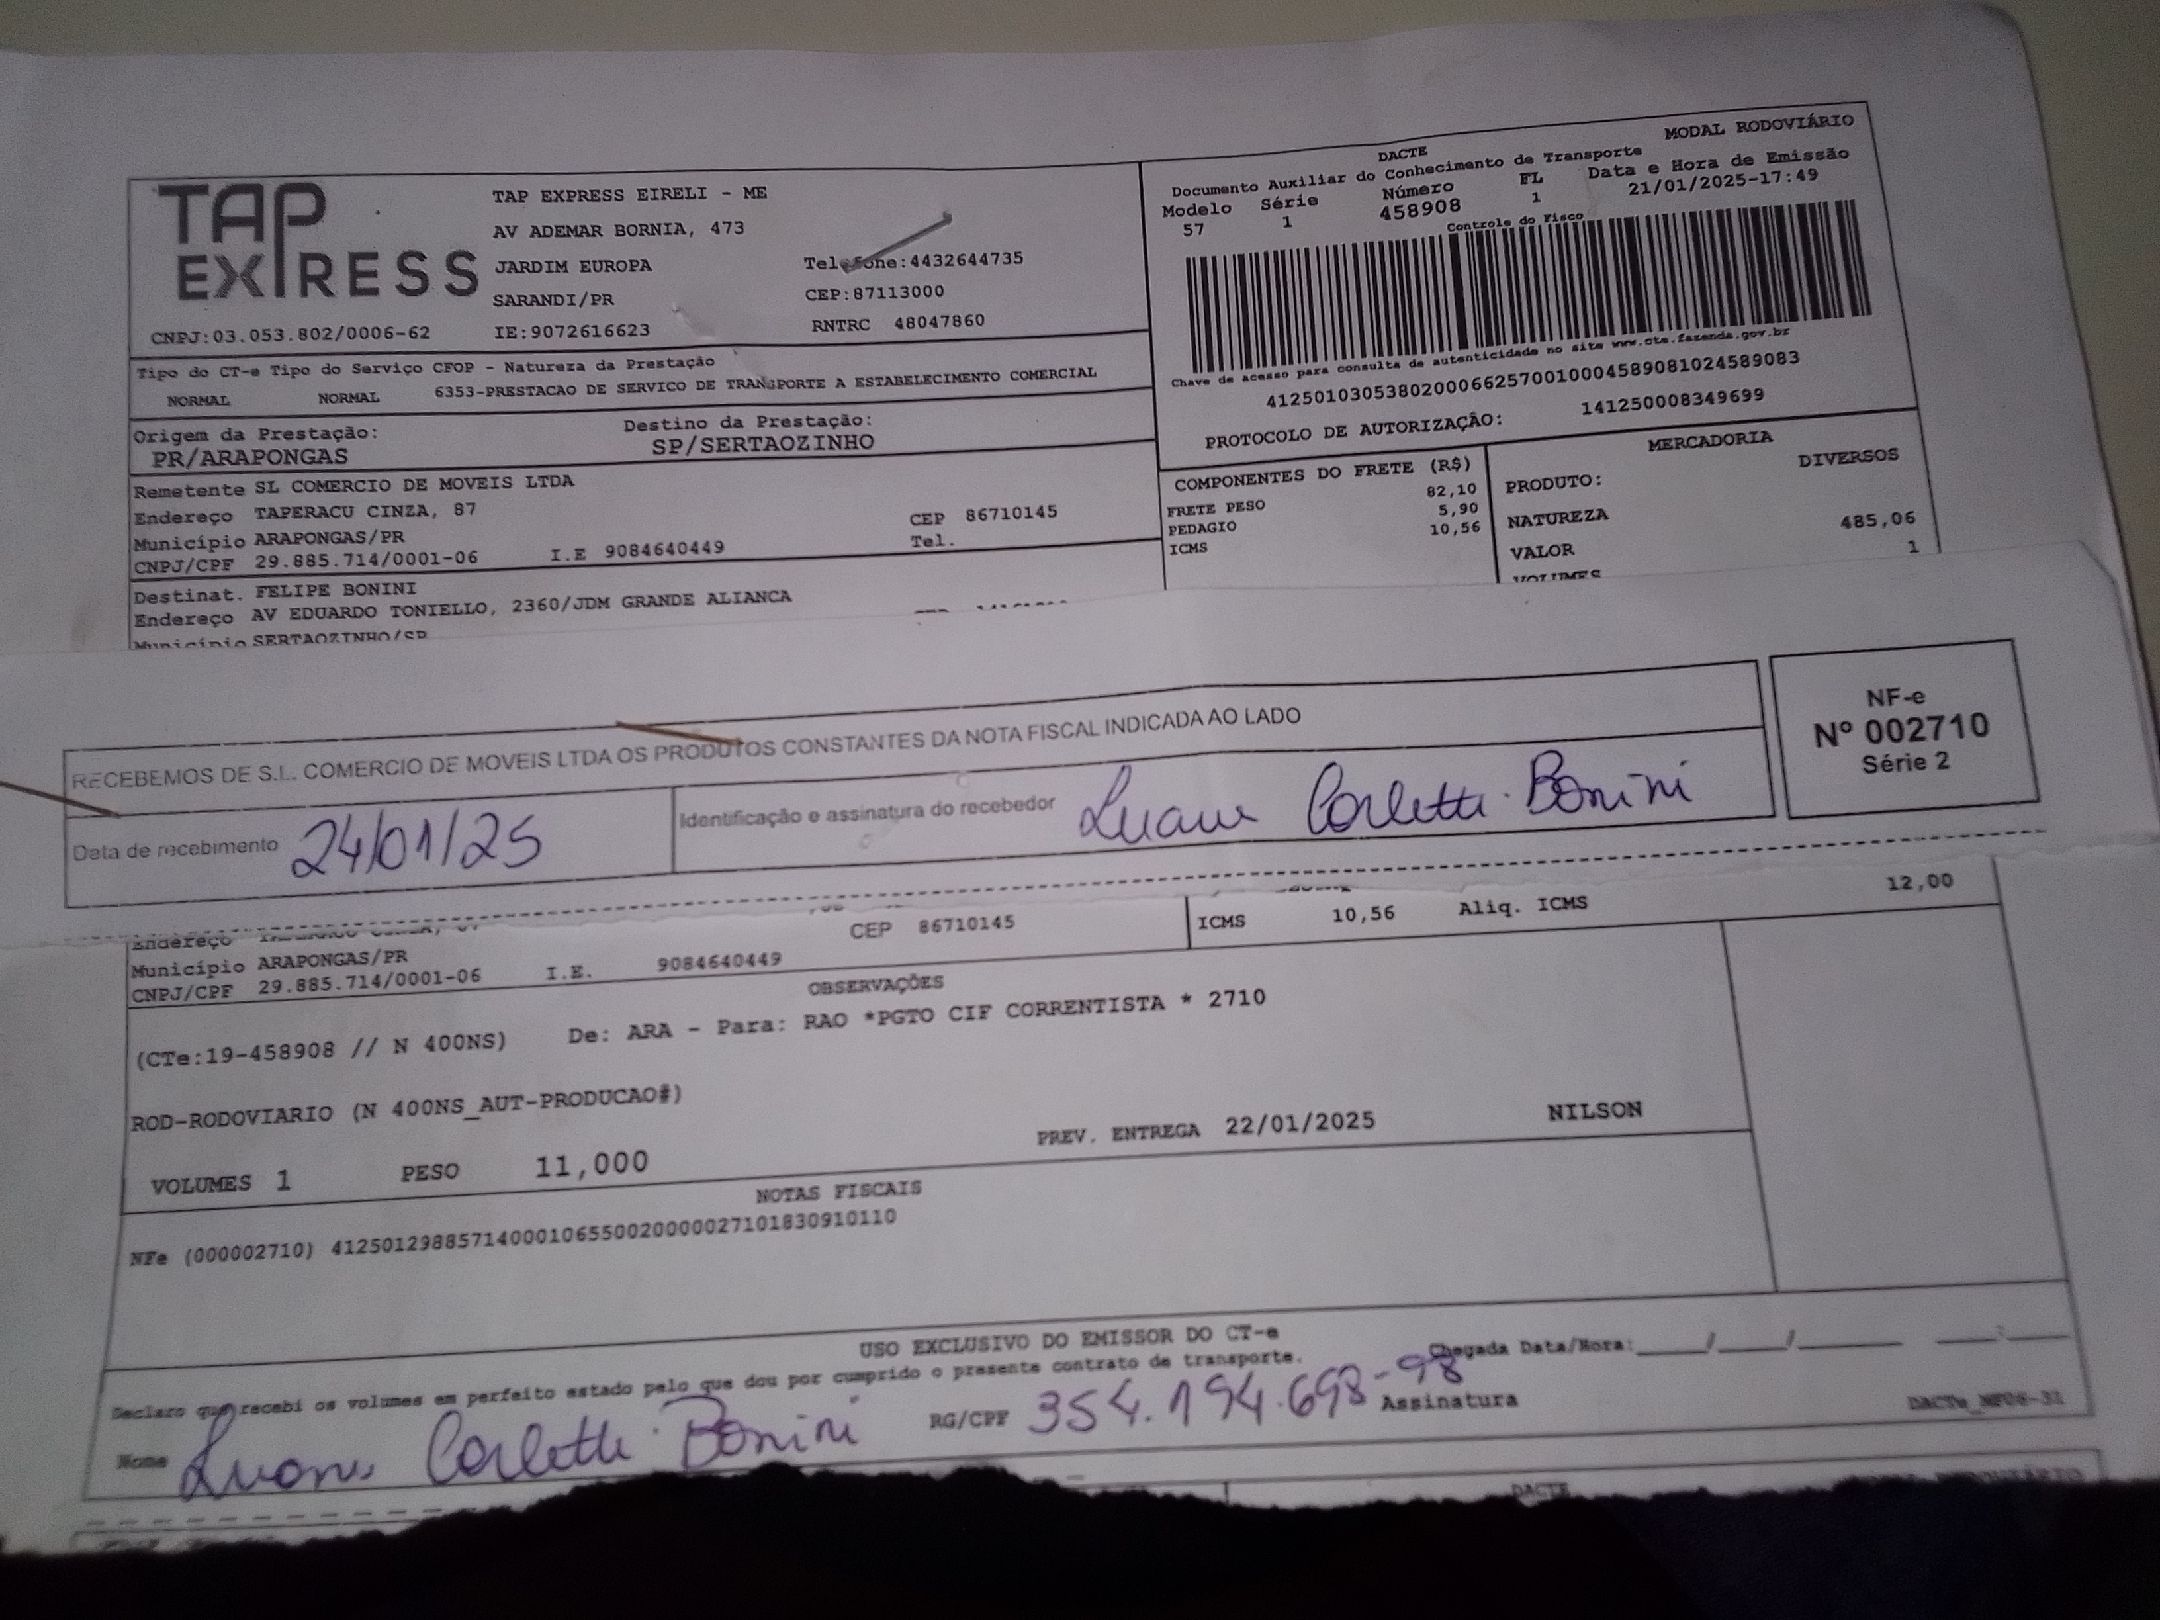 TAP EXPRESS
TAP EXPRESS EIRELI - ME
AV ADEMAR BORNIA, 473
JARDIM EUROPA Telefone:4432644735
SARANDI/PR CEP:87113000
CNPJ:03.053.802/0006-62 IE:9072616623 RNTRC 48047860
MODAL RODOVIÁRIO
DACTE
Documento Auxiliar do Conhecimento de Transporte
Modelo Série Número FL Data e Hora de Emissão
57 1 458908 1 21/01/2025-17:49
Controle do Fisco
Chave de acesso para consulta de autenticidade no site www.cte.fazenda.gov.br
41250103053802000662570010004589081024589083
PROTOCOLO DE AUTORIZAÇÃO: 141250008349699
Tipo do CT-e Tipo do Serviço CFOP - Natureza da Prestação
NORMAL NORMAL 6353-PRESTACAO DE SERVICO DE TRANSPORTE A ESTABELECIMENTO COMERCIAL
Origem da Prestação: Destino da Prestação:
PR/ARAPONGAS SP/SERTAOZINHO
Remetente SL COMERCIO DE MOVEIS LTDA
Endereço TAPERACU CINZA, 87 CEP 86710145
Município ARAPONGAS/PR Tel.
CNPJ/CPF 29.885.714/0001-06 I.E 9084640449
Destinat. FELIPE BONINI
Endereço AV EDUARDO TONIELLO, 2360/JDM GRANDE ALIANCA
Município SERTAOZINHO/SP
COMPONENTES DO FRETE (R$)
FRETE PESO 82,10
PEDAGIO 5,90
ICMS 10,56
MERCADORIA
PRODUTO: DIVERSOS
NATUREZA
VALOR 485,06
VOLUMES 1
RECEBEMOS DE S.L. COMERCIO DE MOVEIS LTDA OS PRODUTOS CONSTANTES DA NOTA FISCAL INDICADA AO LADO
Data de recebimento 24/01/25
Identificação e assinatura do recebedor Luana Corletti Bonini
NF-e
Nº 002710
Série 2
Endereço CEP 86710145
ICMS 10,56 Aliq. ICMS 12,00
Município ARAPONGAS/PR
CNPJ/CPF 29.885.714/0001-06 I.E. 9084640449
OBSERVAÇÕES
(CTe:19-458908 // N 400NS) De: ARA - Para: RAO *PGTO CIF CORRENTISTA * 2710
ROD-RODOVIARIO (N 400NS_AUT-PRODUCAO#)
VOLUMES 1 PESO 11,000 PREV. ENTREGA 22/01/2025 NILSON
NOTAS FISCAIS
NFe (000002710) 41250129885714000106550020000027101830910110
USO EXCLUSIVO DO EMISSOR DO CT-e
Declaro que recebi os volumes em perfeito estado pelo que dou por cumprido o presente contrato de transporte. Chegada Data/Hora:____/____/____ __:__
Nome Luana Corletti Bonini RG/CPF 354.194.698-98 Assinatura
DACTE